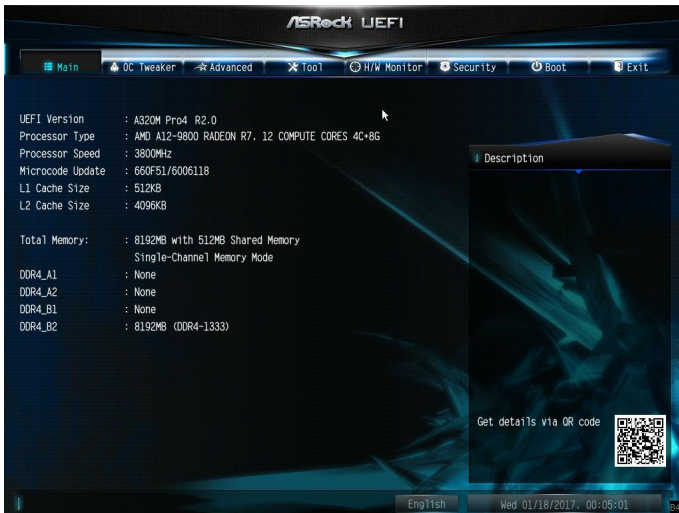 ASRock UEFI
Main OC Tweaker Advanced Tool H/W Monitor Security Boot Exit
UEFI Version : A320M Pro4 R2.0
Processor Type : AMD A12-9800 RADEON R7, 12 COMPUTE CORES 4C+8G
Processor Speed : 3800MHz
Microcode Update : 660F51/6006118
L1 Cache Size : 512KB
L2 Cache Size : 4096KB
Total Memory: : 8192MB with 512MB Shared Memory
Single-Channel Memory Mode
DDR4_A1 : None
DDR4_A2 : None
DDR4_B1 : None
DDR4_B2 : 8192MB (DDR4-1333)
Description
Get details via QR code
English Wed 01/18/2017, 00:05:01